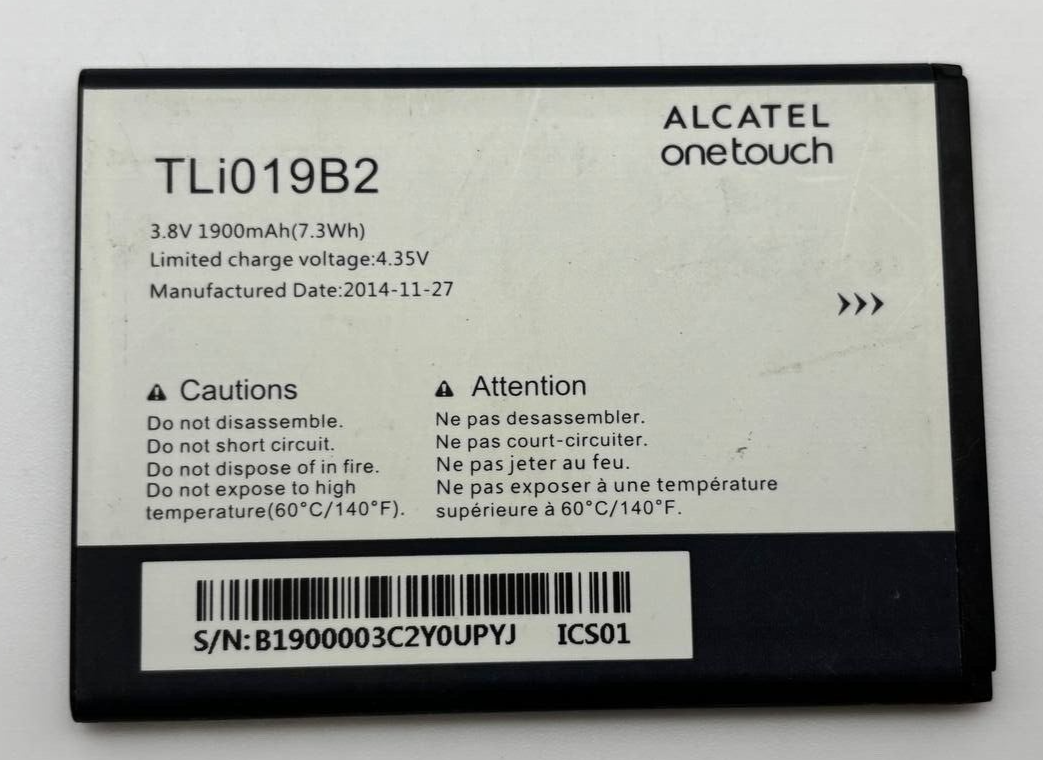 ALCATEL
onetouch
TLi019B2
3.8V 1900mAh(7.3Wh)
Limited charge voltage:4.35V
Manufactured Date:2014-11-27
Cautions
Do not disassemble.
Do not short circuit.
Do not dispose of in fire.
Do not expose to high
temperature(60°C/140°F).
Attention
Ne pas desassembler.
Ne pas court-circuiter.
Ne pas jeter au feu.
Ne pas exposer à une température
supérieure à 60°C/140°F.
S/N:B1900003C2Y0UPYJ ICS01